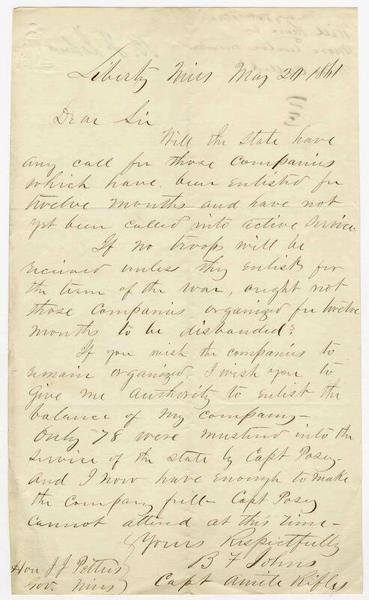 Liberty Miss May 29 1861
Dear Sir
Will the state have
any call for those Companies
which have been enlisted for
twelve months and have not
yet been called into active service.
If no troops will be
received unless they enlist for
the term of the war, ought not
those Companies organized for twelve
months to be disbanded?
If you wish the companies to
remain organized I wish you to
Give me authority to enlist the
balance of my company—
Only 78 were mustered into the
service of the state by Capt Posey
and I now have enough to make
the company full— Capt Posey
cannot attend at this time—
Yours Respectfully
B F Johns
Capt Amite Rifles
Hon J J Pettus
Gov. Miss